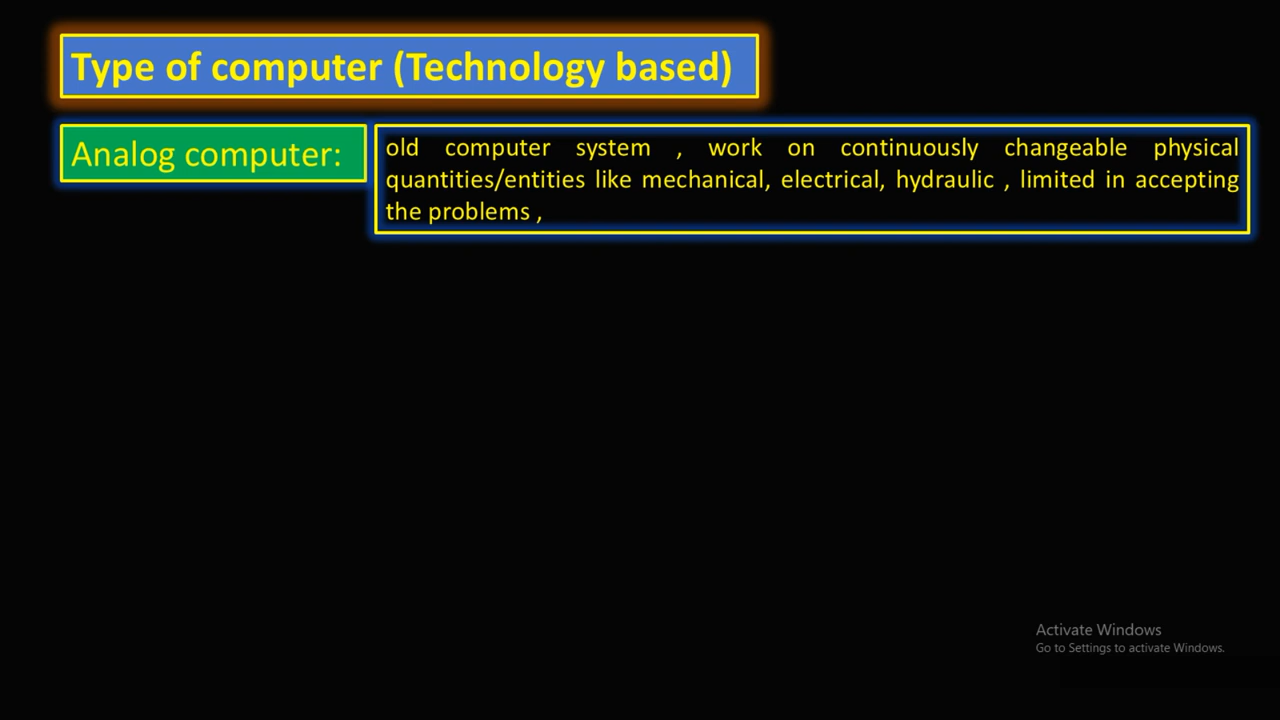 Type of computer (Technology based)
Analog computer:
old computer system , work on continuously changeable physical
quantities/entities like mechanical, electrical, hydraulic , limited in accepting
the problems ,
Activate Windows
Go to Settings to activate Windows.